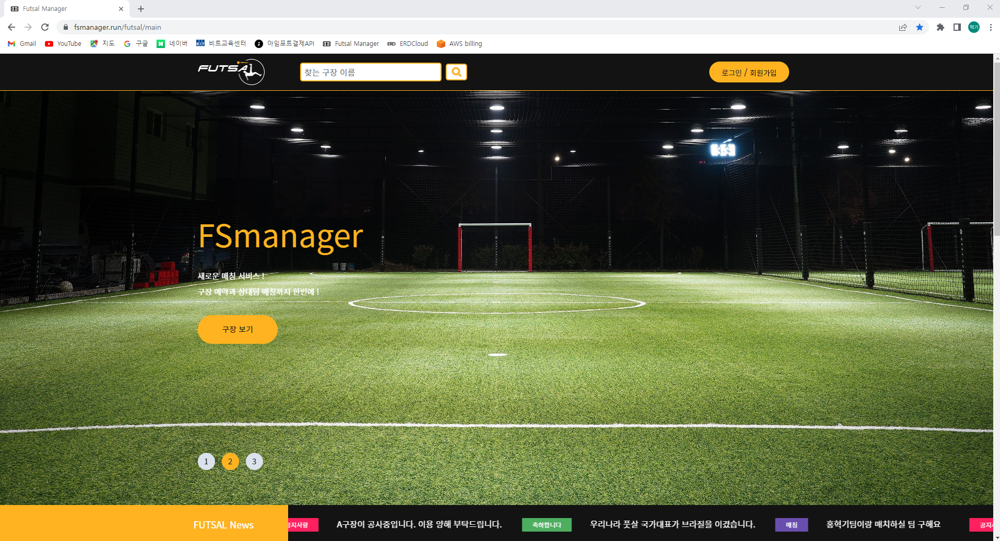 Futsal Manager
fsmanager.run/futsal/main
혁기
Gmail YouTube 지도 구글 네이버 비트교육센터 아임포트결제API Futsal Manager ERDCloud AWS billing
FUTSAL 찾는 구장 이름 로그인 / 회원가입
FSmanager
새로운 매칭 서비스 !
구장 예약과 상대팀 매칭까지 한번에 !
구장 보기
1 2 3
FUTSAL News 공지사항 A구장이 공사중입니다. 이용 양해 부탁드립니다. 축하합니다 우리나라 풋살 국가대표가 브라질을 이겼습니다. 매칭 홍혁기팀이랑 매치하실 팀 구해요